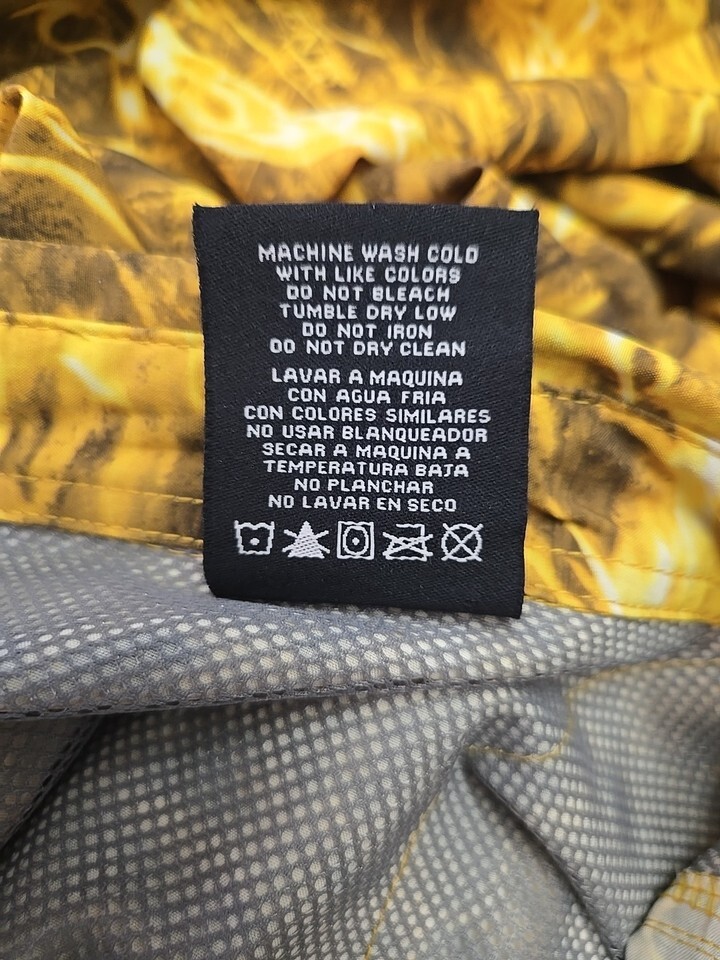 MACHINE WASH COLD
WITH LIKE COLORS
DO NOT BLEACH
TUMBLE DRY LOW
DO NOT IRON
DO NOT DRY CLEAN
LAVAR A MAQUINA
CON AGUA FRIA
CON COLORES SIMILARES
NO USAR BLANQUEADOR
SECAR A MAQUINA A
TEMPERATURA BAJA
NO PLANCHAR
NO LAVAR EN SECO